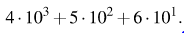 4 · 10³ + 5 · 10² + 6 · 10¹.